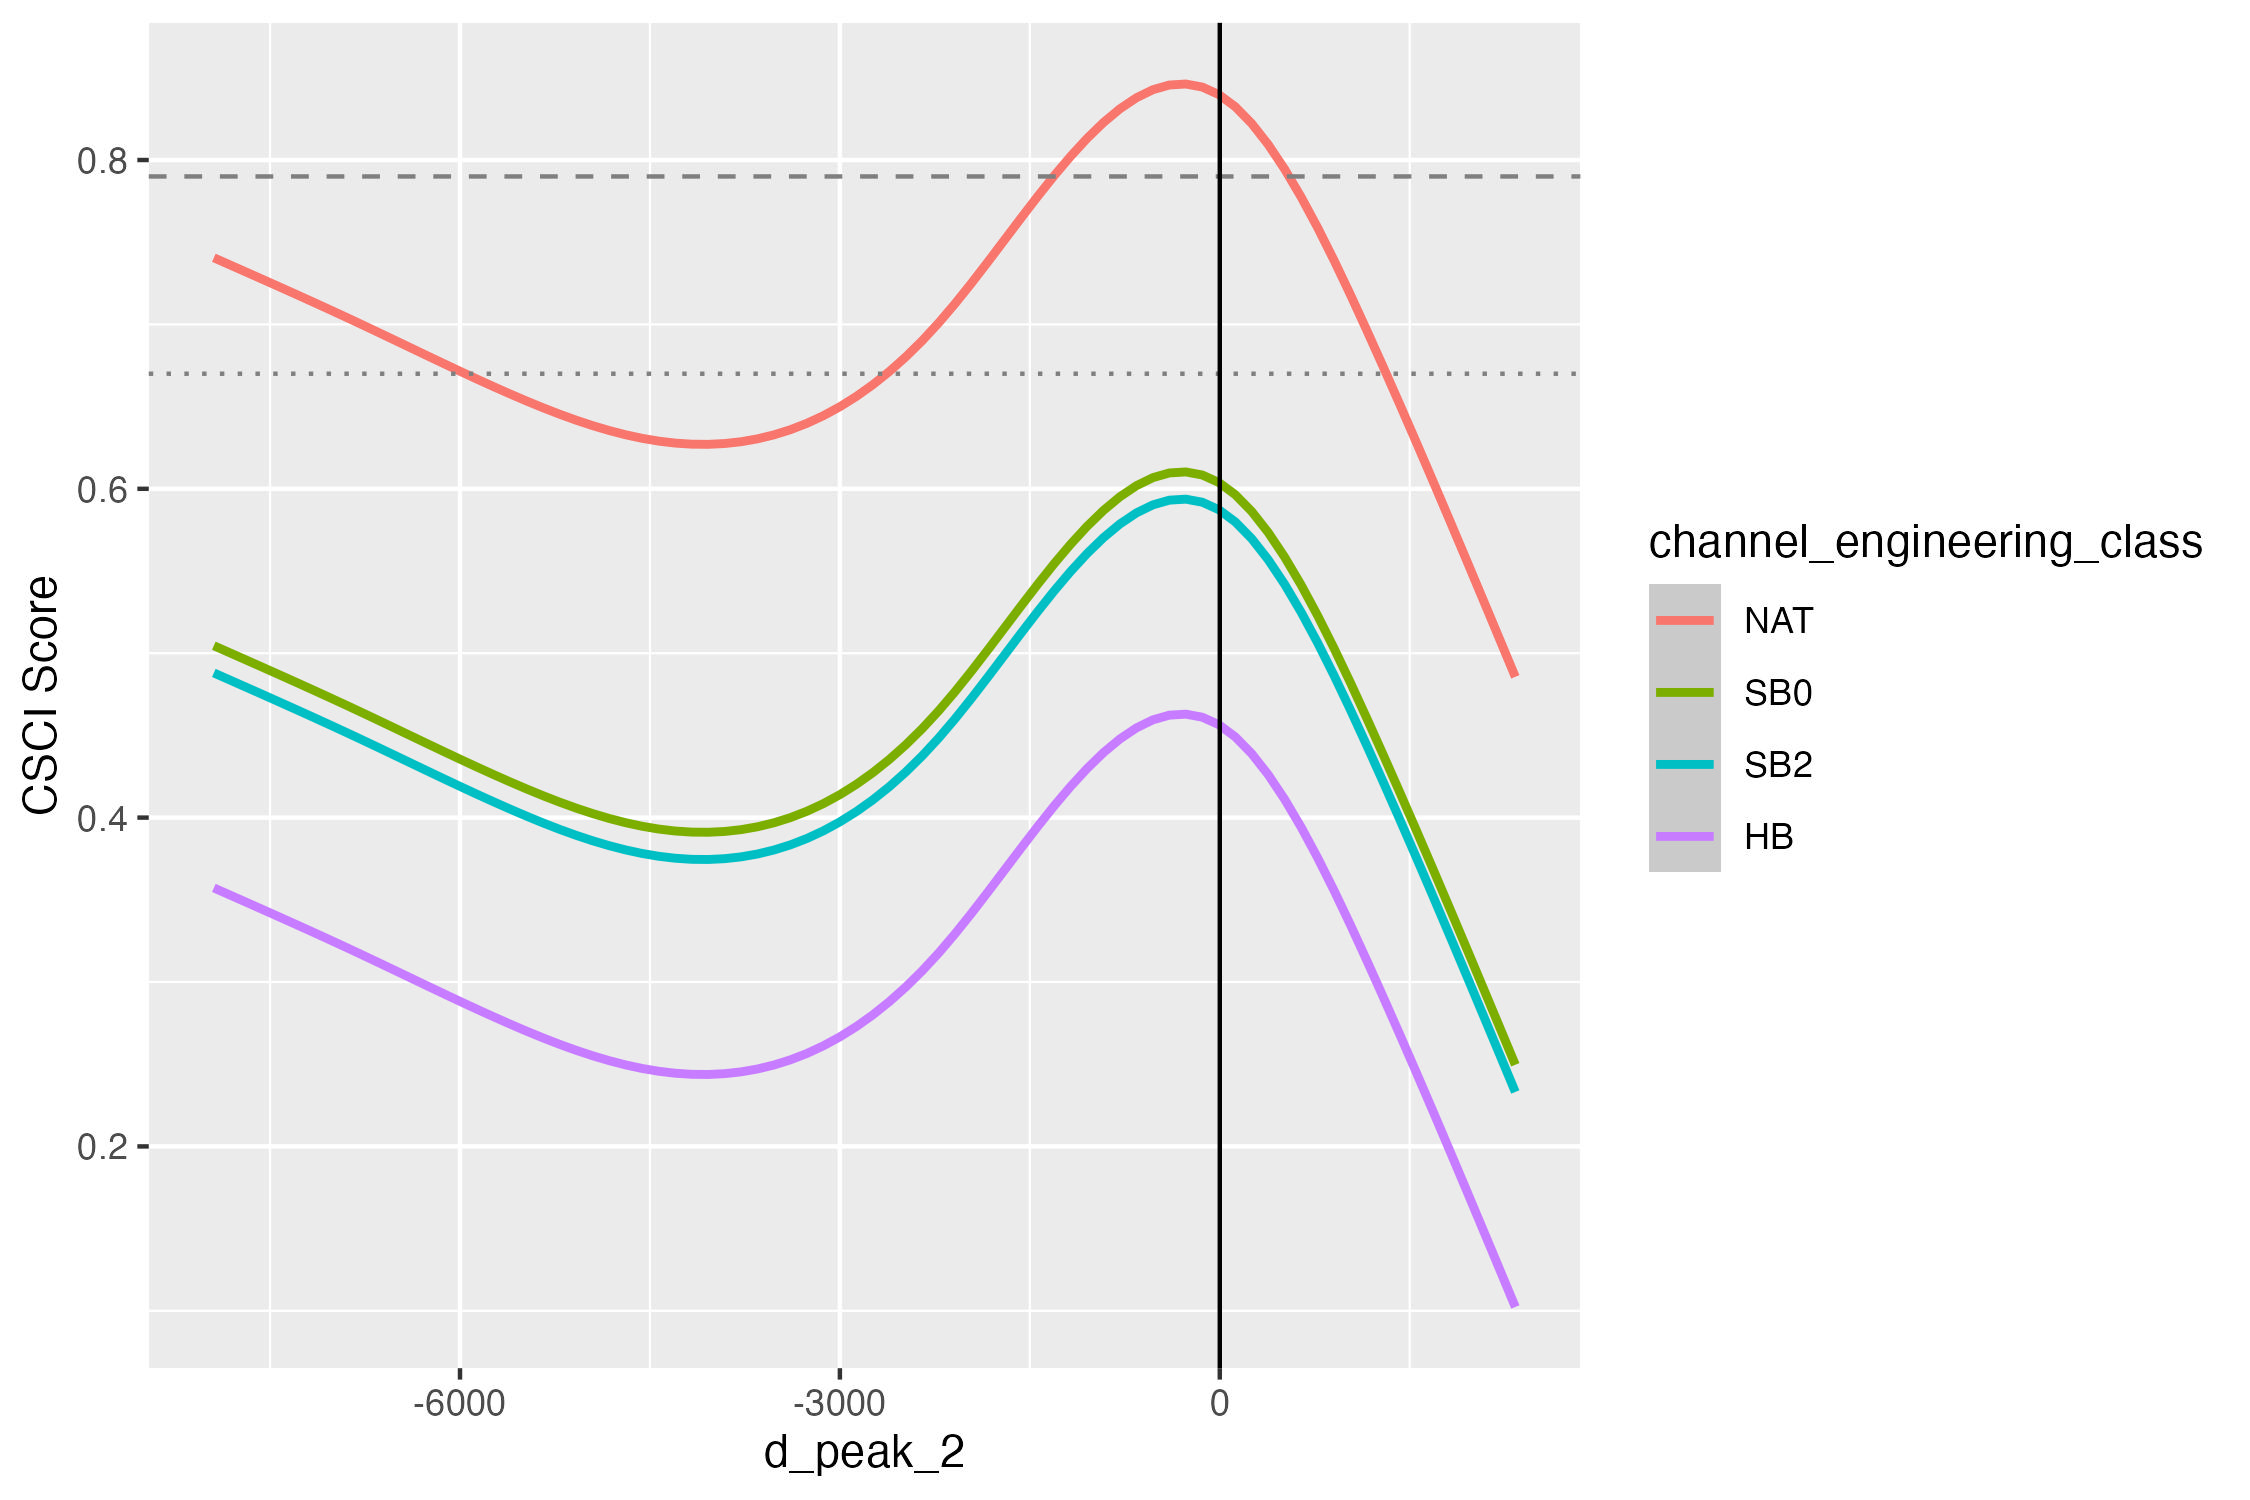 0.8
0.6
0.4
0.2
CSCI Score
-6000
-3000
0
d_peak_2
channel_engineering_class
NAT
SB0
SB2
HB